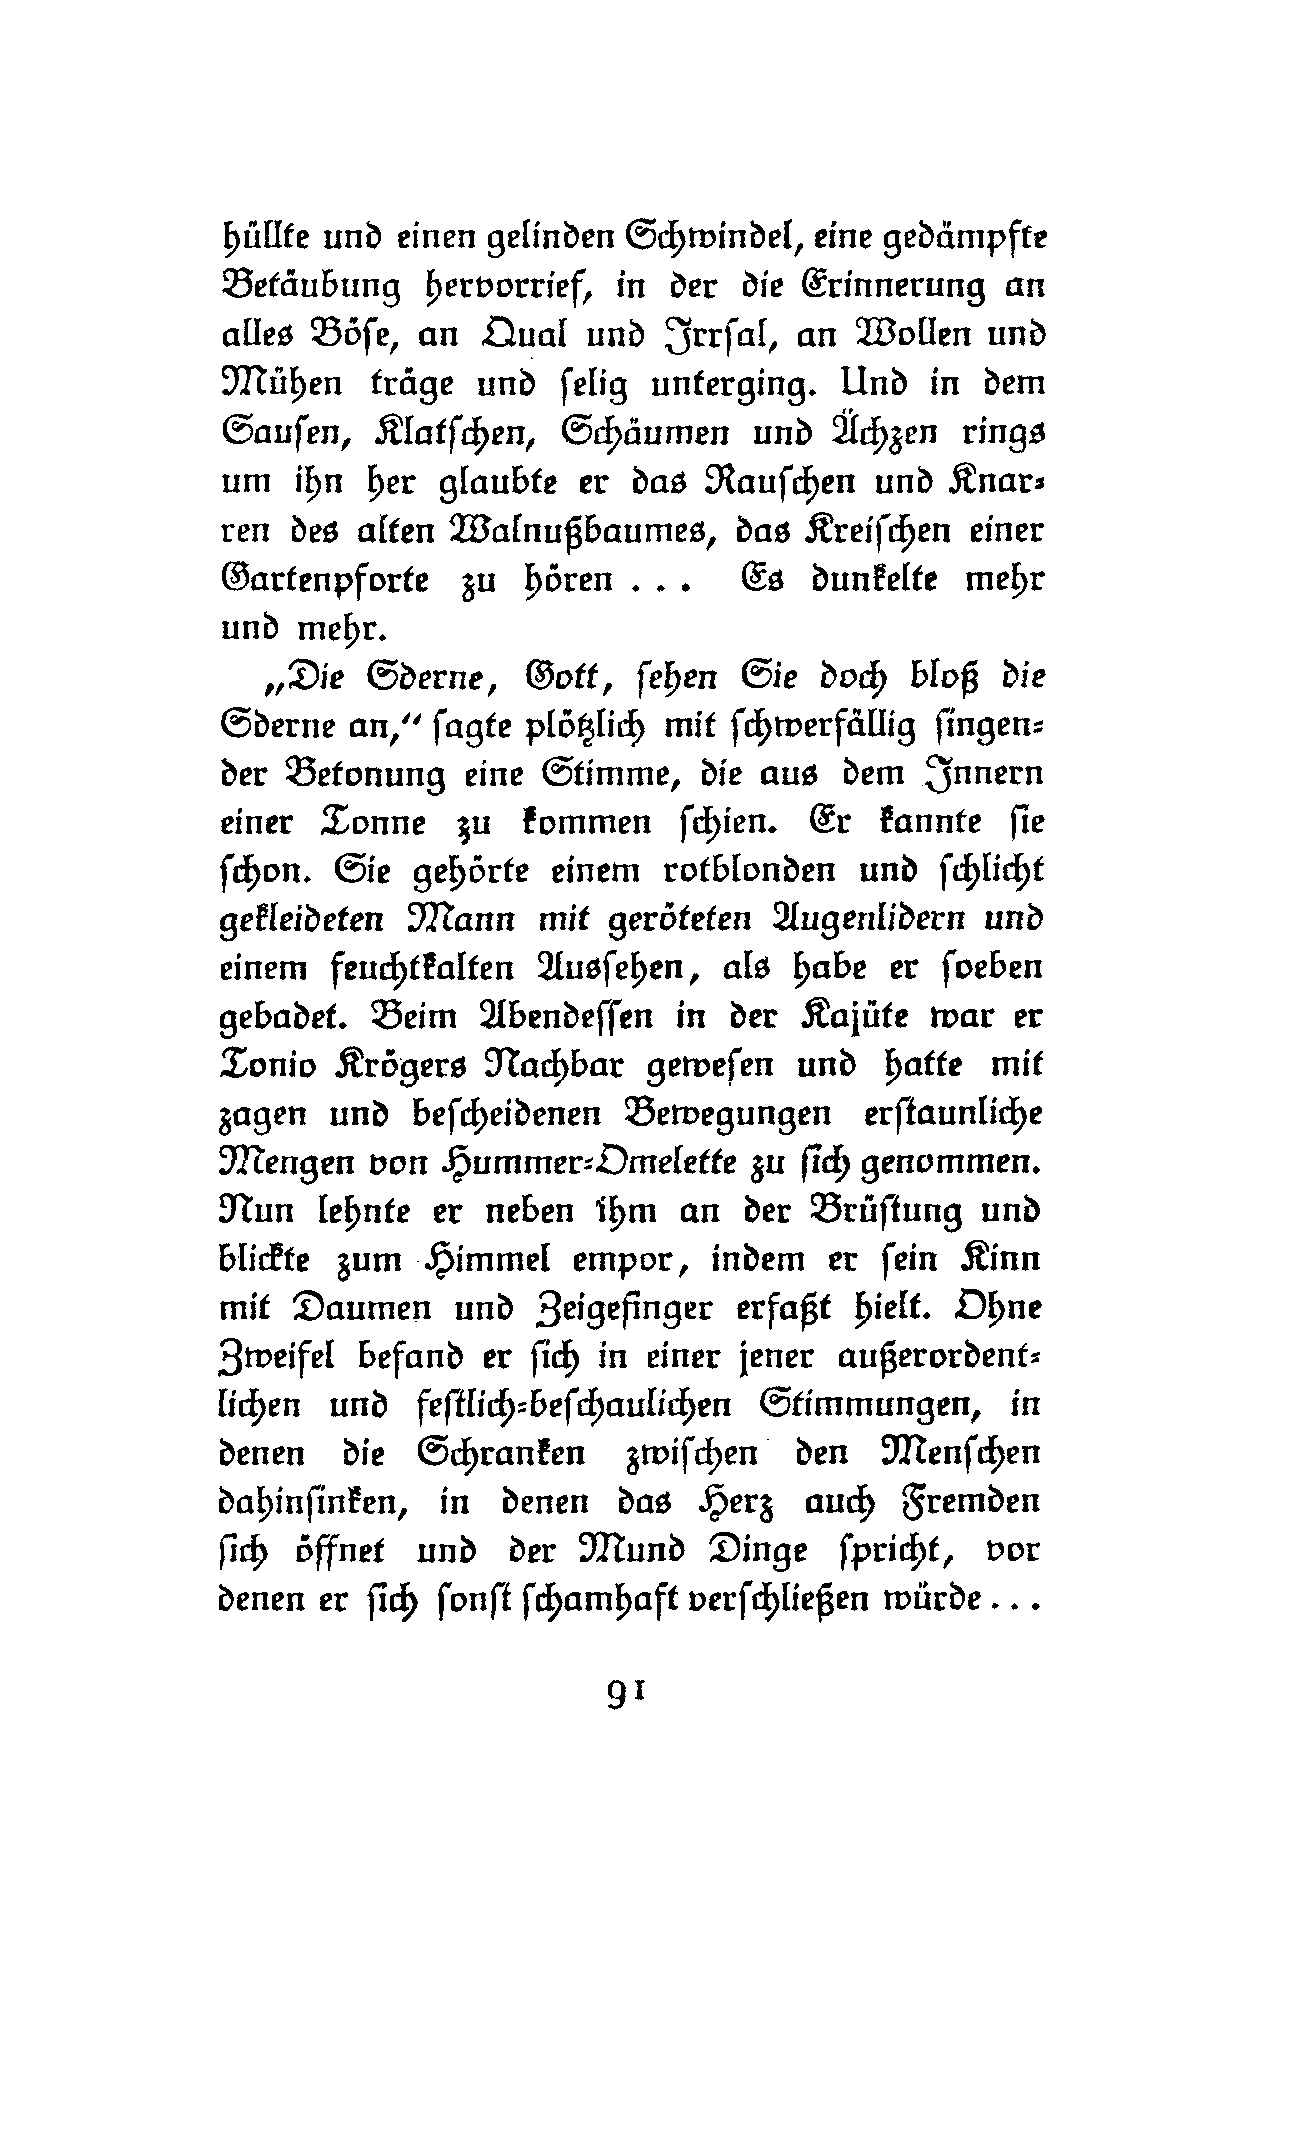 hüllte und einen gelinden Schwindel, eine gedämpfte
Betäubung hervorrief, in der die Erinnerung an
alles Böse, an Qual und Irrsal, an Wollen und
Mühen träge und selig unterging. Und in dem
Sausen, Klatschen, Schäumen und Ächzen rings
um ihn her glaubte er das Rauschen und Knar-
ren des alten Walnußbaumes, das Kreischen einer
Gartenpforte zu hören ... Es dunkelte mehr
und mehr.
„Die Sderne, Gott, sehen Sie doch bloß die
Sderne an,“ sagte plötzlich mit schwerfällig singen-
der Betonung eine Stimme, die aus dem Innern
einer Tonne zu kommen schien. Er kannte sie
schon. Sie gehörte einem rotblonden und schlicht
gekleideten Mann mit geröteten Augenlidern und
einem feuchtkalten Aussehen, als habe er soeben
gebadet. Beim Abendessen in der Kajüte war er
Tonio Krögers Nachbar gewesen und hatte mit
zagen und bescheidenen Bewegungen erstaunliche
Mengen von Hummer-Omelette zu sich genommen.
Nun lehnte er neben ihm an der Brüstung und
blickte zum Himmel empor, indem er sein Kinn
mit Daumen und Zeigefinger erfaßt hielt. Ohne
Zweifel befand er sich in einer jener außerordent-
lichen und festlich-beschaulichen Stimmungen, in
denen die Schranken zwischen den Menschen
dahinsinken, in denen das Herz auch Fremden
sich öffnet und der Mund Dinge spricht, vor
denen er sich sonst schamhaft verschließen würde ...
91